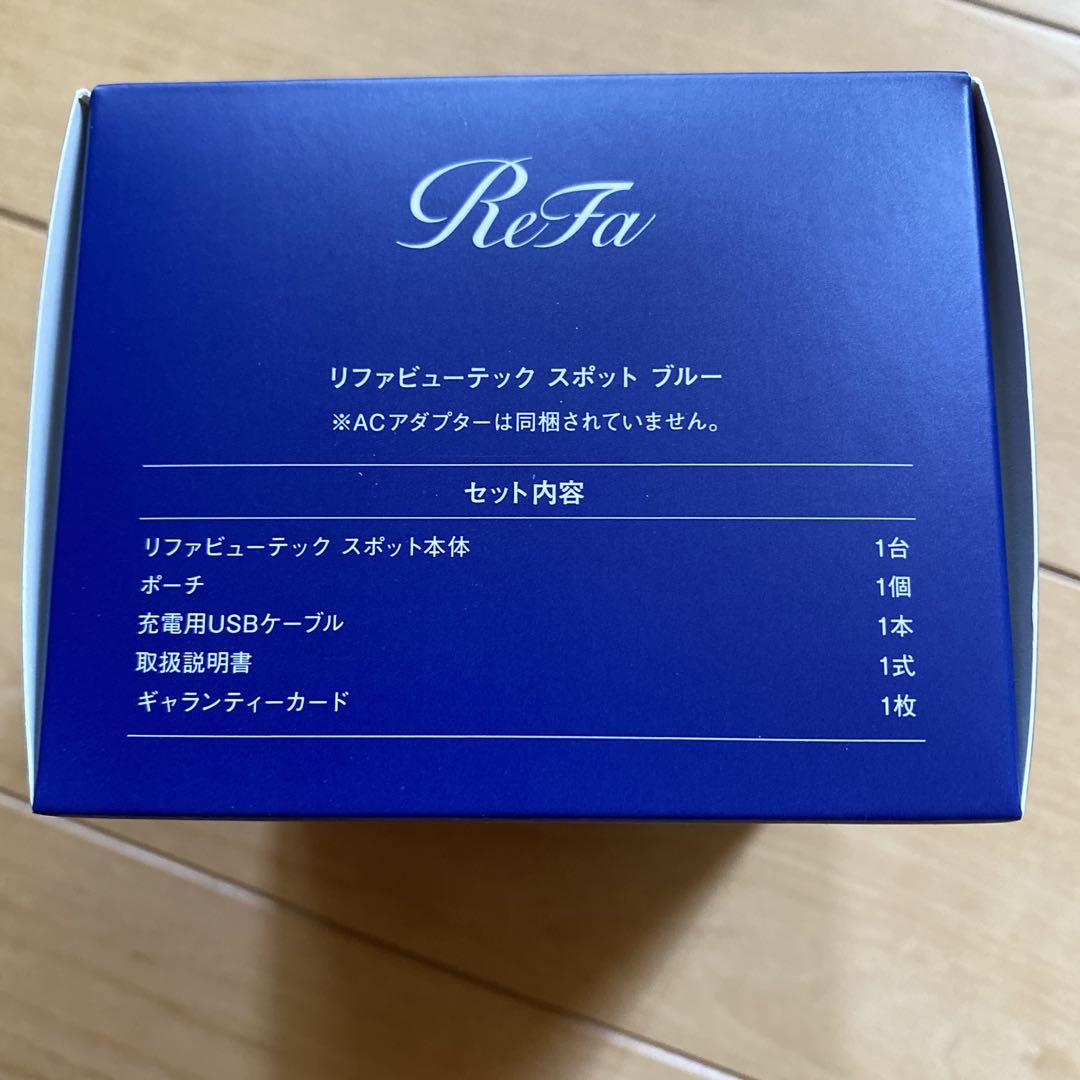 ReFa
リファビューテック スポット ブルー
※ACアダプターは同梱されていません。
セット内容
リファビューテック スポット本体 1台
ポーチ 1個
充電用USBケーブル 1本
取扱説明書 1式
ギャランティーカード 1枚